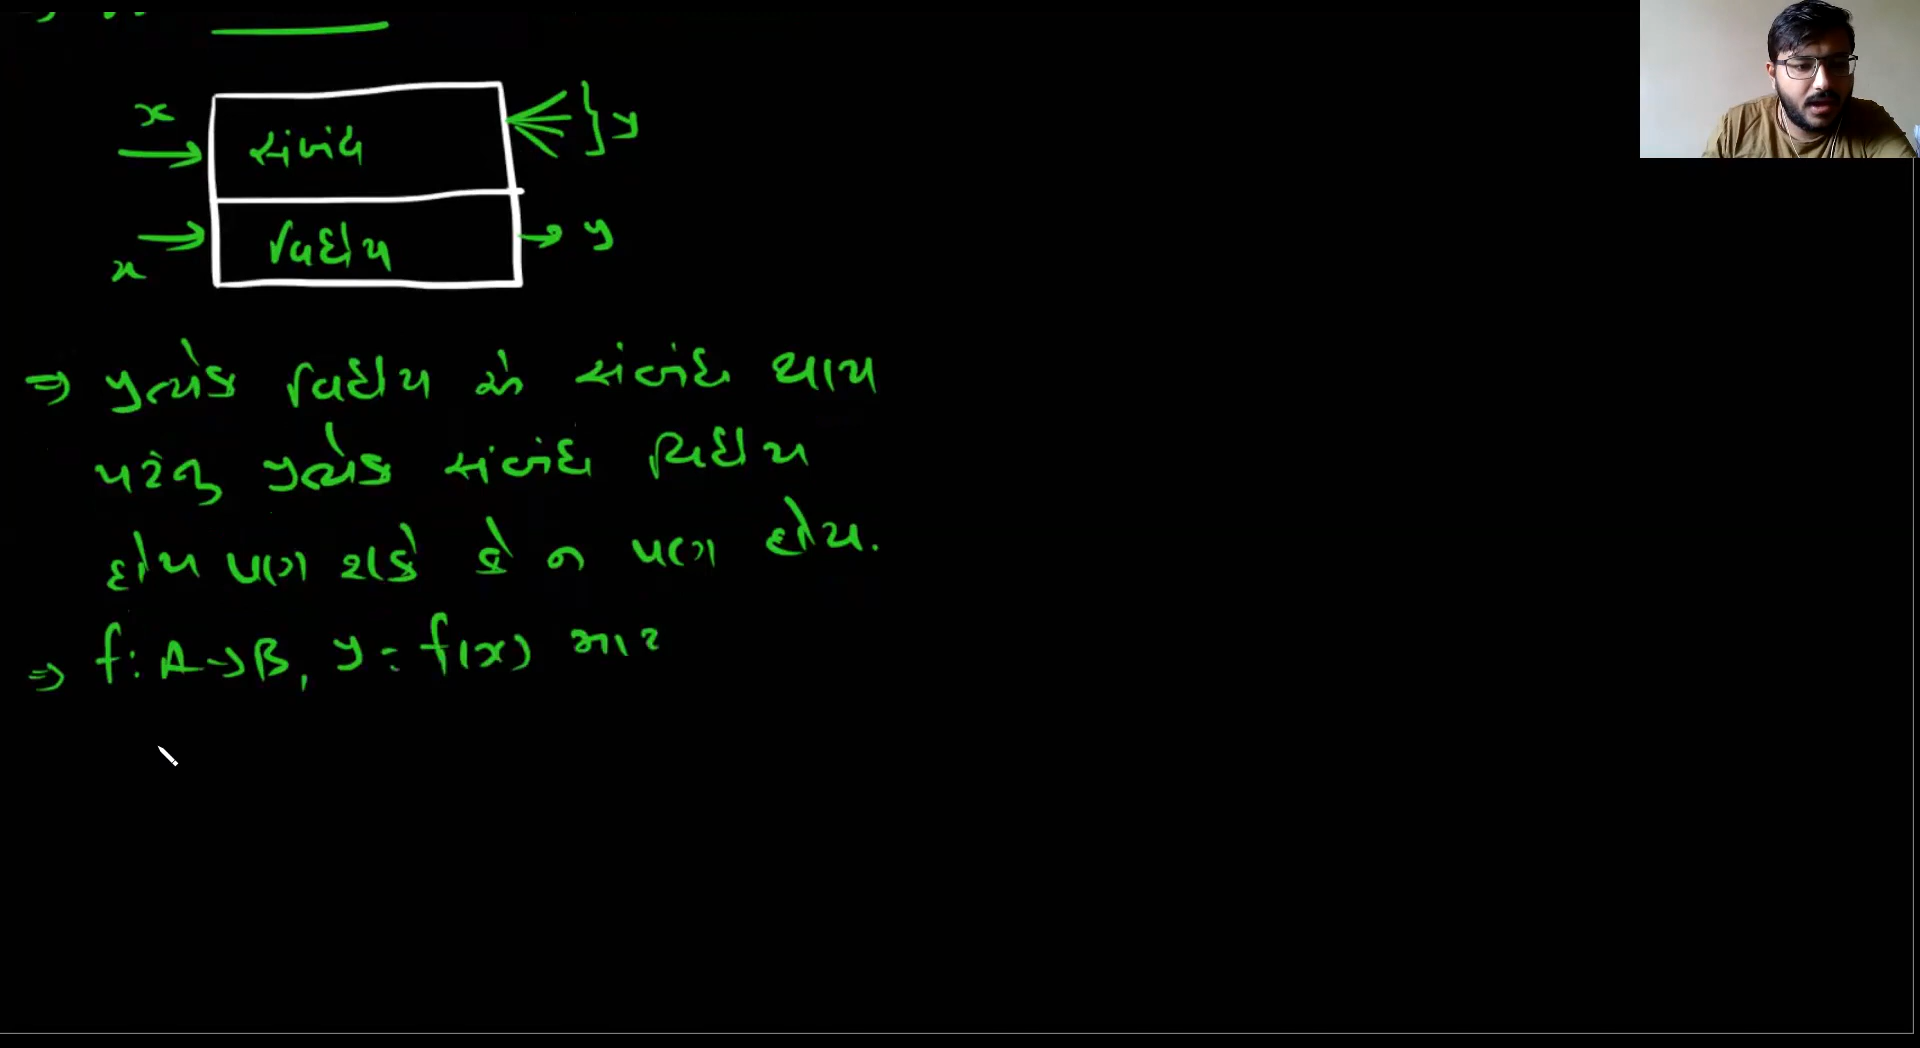 x સંબંધ } y
x વિધેય → y
⇒ પ્રત્યેક વિધેય એ સંબંધ થાય
પરંતુ પ્રત્યેક સંબંધ વિધેય
હોય પણ શકે કે ન પણ હોય.
⇒ f: A→B, y = f(x) માટે